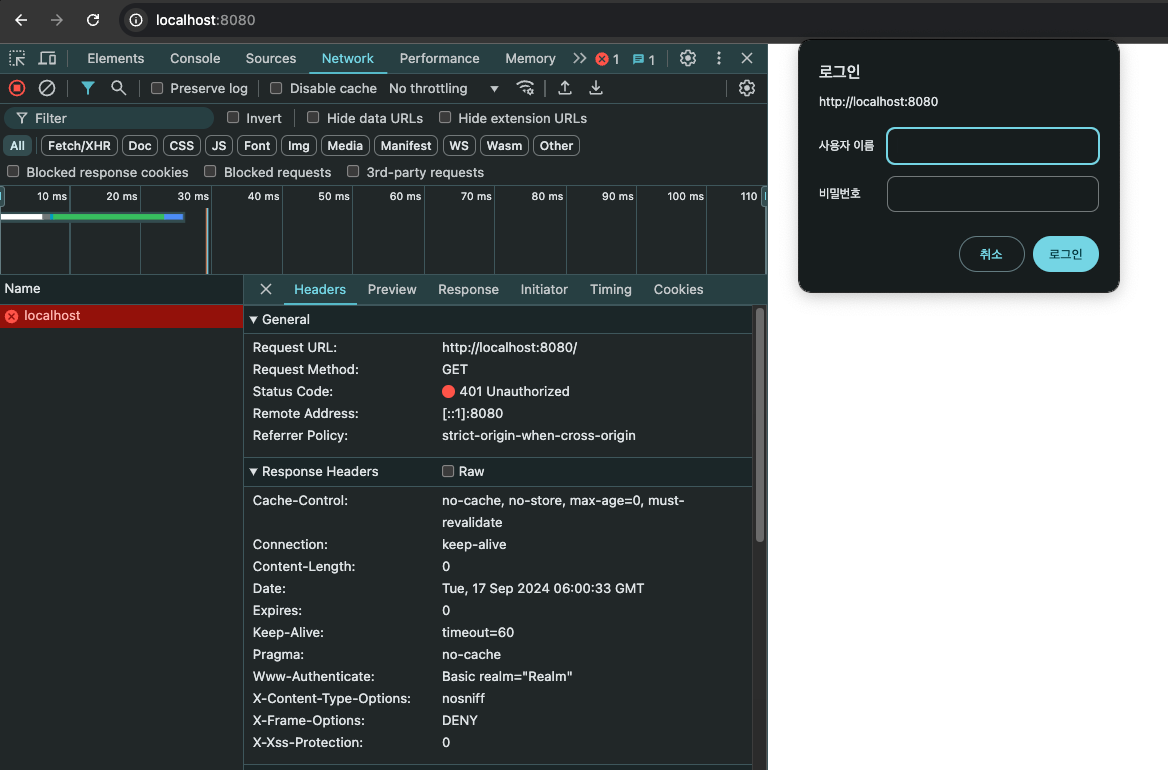 localhost:8080
Elements Console Sources Network Performance Memory 1 1
Preserve log Disable cache No throttling
Filter Invert Hide data URLs Hide extension URLs
All Fetch/XHR Doc CSS JS Font Img Media Manifest WS Wasm Other
Blocked response cookies Blocked requests 3rd-party requests
10 ms 20 ms 30 ms 40 ms 50 ms 60 ms 70 ms 80 ms 90 ms 100 ms 110
Name
localhost
Headers Preview Response Initiator Timing Cookies
General
Request URL: http://localhost:8080/
Request Method: GET
Status Code: 401 Unauthorized
Remote Address: [::1]:8080
Referrer Policy: strict-origin-when-cross-origin
Response Headers Raw
Cache-Control: no-cache, no-store, max-age=0, must-
revalidate
Connection: keep-alive
Content-Length: 0
Date: Tue, 17 Sep 2024 06:00:33 GMT
Expires: 0
Keep-Alive: timeout=60
Pragma: no-cache
Www-Authenticate: Basic realm="Realm"
X-Content-Type-Options: nosniff
X-Frame-Options: DENY
X-Xss-Protection: 0
로그인
http://localhost:8080
사용자 이름
비밀번호
취소 로그인